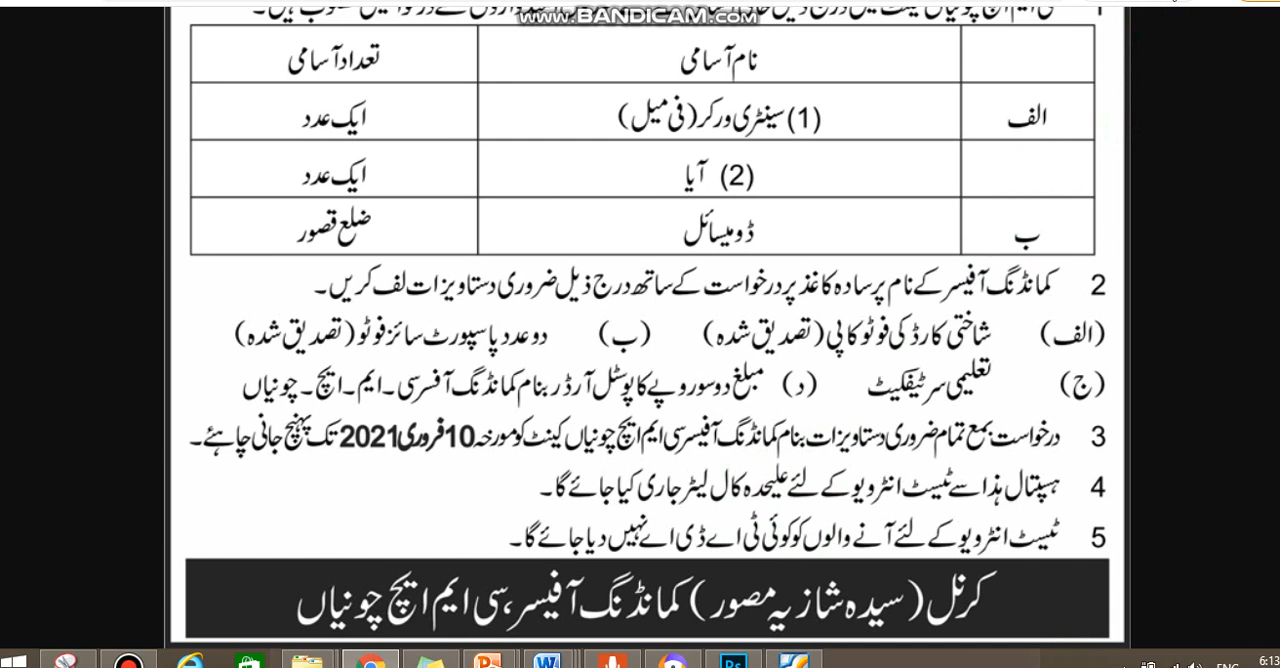 www.BANDICAM.com
نام آسامی تعداد آسامی
الف (1) سینٹری ورکر (فی میل) ایک عدد
(2) آیا ایک عدد
ب ڈومیسائل ضلع قصور
2 کمانڈنگ آفیسر کے نام پر سادہ کاغذ پر درخواست کے ساتھ درج ذیل ضروری دستاویزات لف کریں۔
(الف) شناختی کارڈ کی فوٹو کاپی (تصدیق شدہ) (ب) دو عدد پاسپورٹ سائز فوٹو (تصدیق شدہ)
(ج) تعلیمی سرٹیفکیٹ (د) مبلغ دو سو روپے کا پوسٹل آرڈر بنام کمانڈنگ آفسر سی۔ایم۔ایچ۔چونیاں
3 درخواست بمع تمام ضروری دستاویزات بنام کمانڈنگ آفیسر سی ایم ایچ چونیاں کینٹ کو مورخہ 10 فروری 2021 تک پہنچ جانی چاہئے۔
4 ہسپتال ہذا سے ٹیسٹ انٹرویو کے لئے علیحدہ کال لیٹر جاری کیا جائے گا۔
5 ٹیسٹ انٹرویو کے لئے آنے والوں کو کوئی ٹی اے ڈی اے نہیں دیا جائے گا۔
کرنل (سیدہ شازیہ مصور) کمانڈنگ آفیسر، سی ایم ایچ چونیاں
ENG 6:13